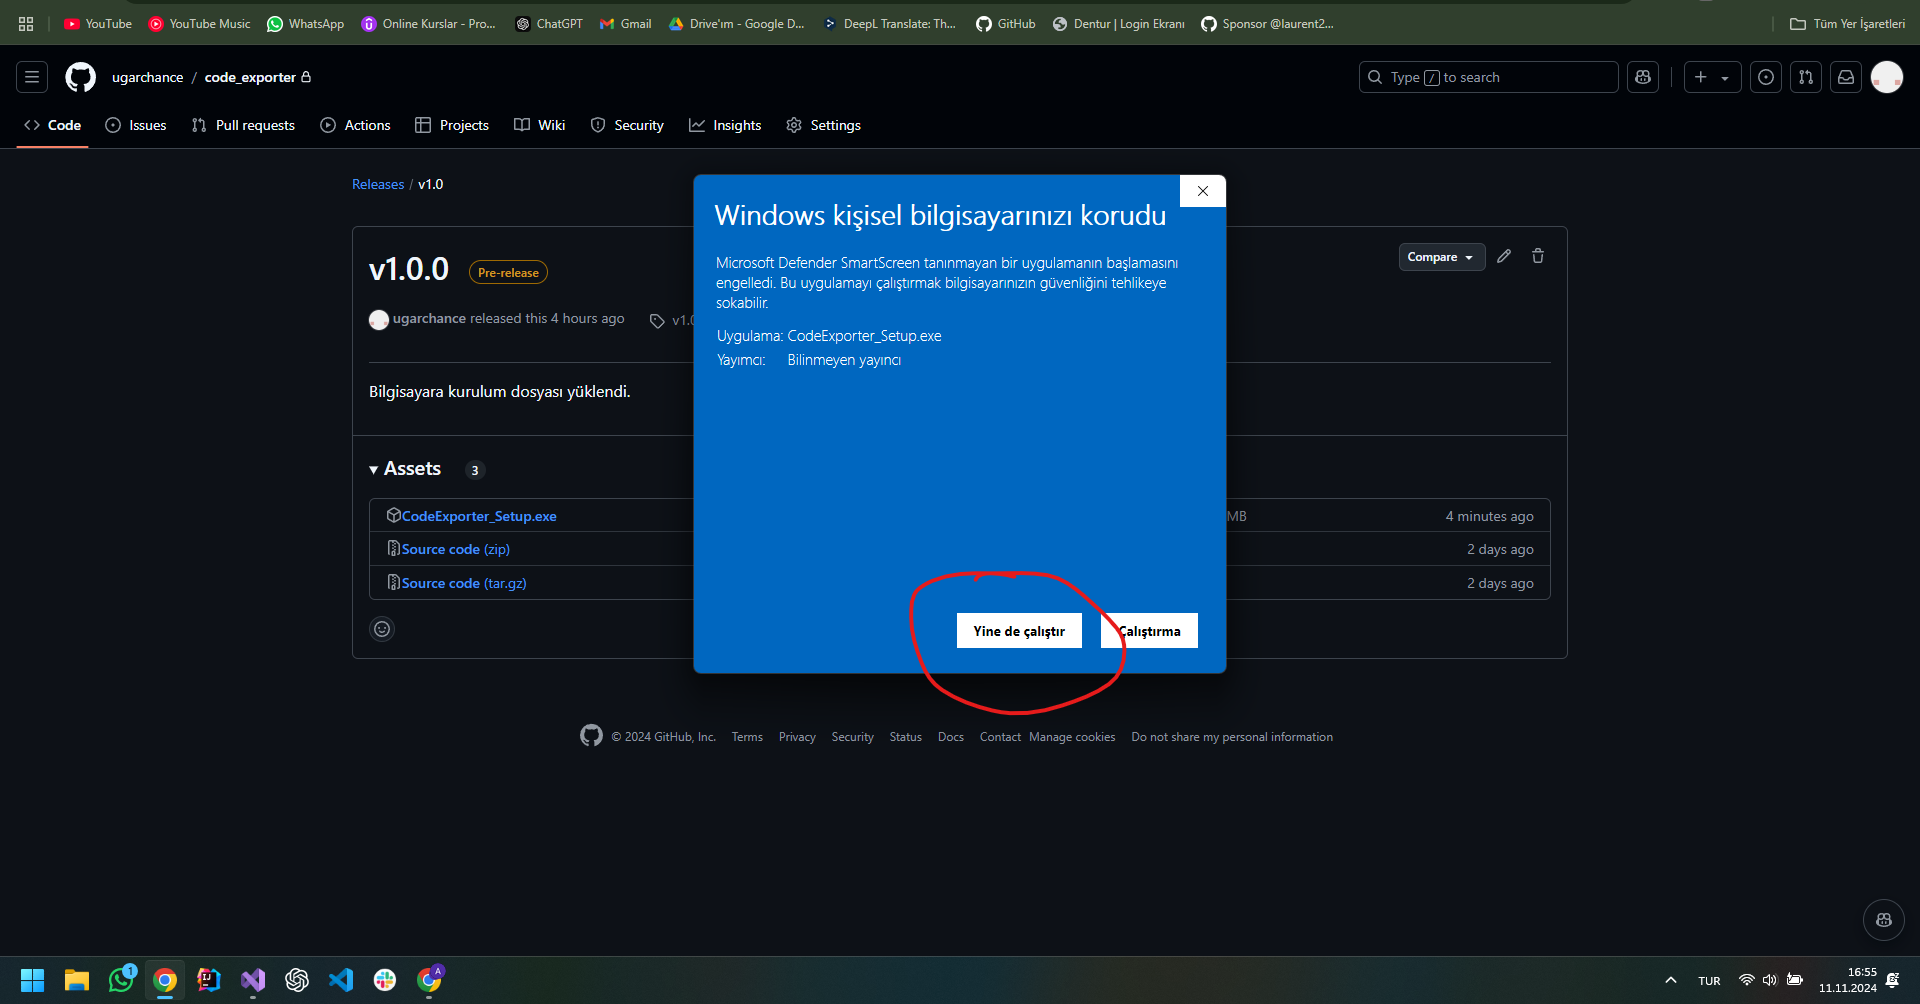 YouTube
YouTube Music
WhatsApp
Online Kurslar - Pro...
ChatGPT
Gmail
Drive'ım - Google D...
DeepL Translate: Th...
GitHub
Dentur | Login Ekranı
Sponsor @laurent2...
Tüm Yer İşaretleri
ugarchance / code_exporter
Type / to search
Code
Issues
Pull requests
Actions
Projects
Wiki
Security
Insights
Settings
Releases / v1.0
v1.0.0
Pre-release
Compare
ugarchance released this 4 hours ago
v1.0
Bilgisayara kurulum dosyası yüklendi.
Assets 3
CodeExporter_Setup.exe
MB
4 minutes ago
Source code (zip)
2 days ago
Source code (tar.gz)
2 days ago
Windows kişisel bilgisayarınızı korudu
Microsoft Defender SmartScreen tanınmayan bir uygulamanın başlamasını
engelledi. Bu uygulamayı çalıştırmak bilgisayarınızın güvenliğini tehlikeye
sokabilir.
Uygulama: CodeExporter_Setup.exe
Yayımcı: Bilinmeyen yayıncı
Yine de çalıştır
Çalıştırma
© 2024 GitHub, Inc.
Terms
Privacy
Security
Status
Docs
Contact
Manage cookies
Do not share my personal information
1
A
TUR
16:55
11.11.2024